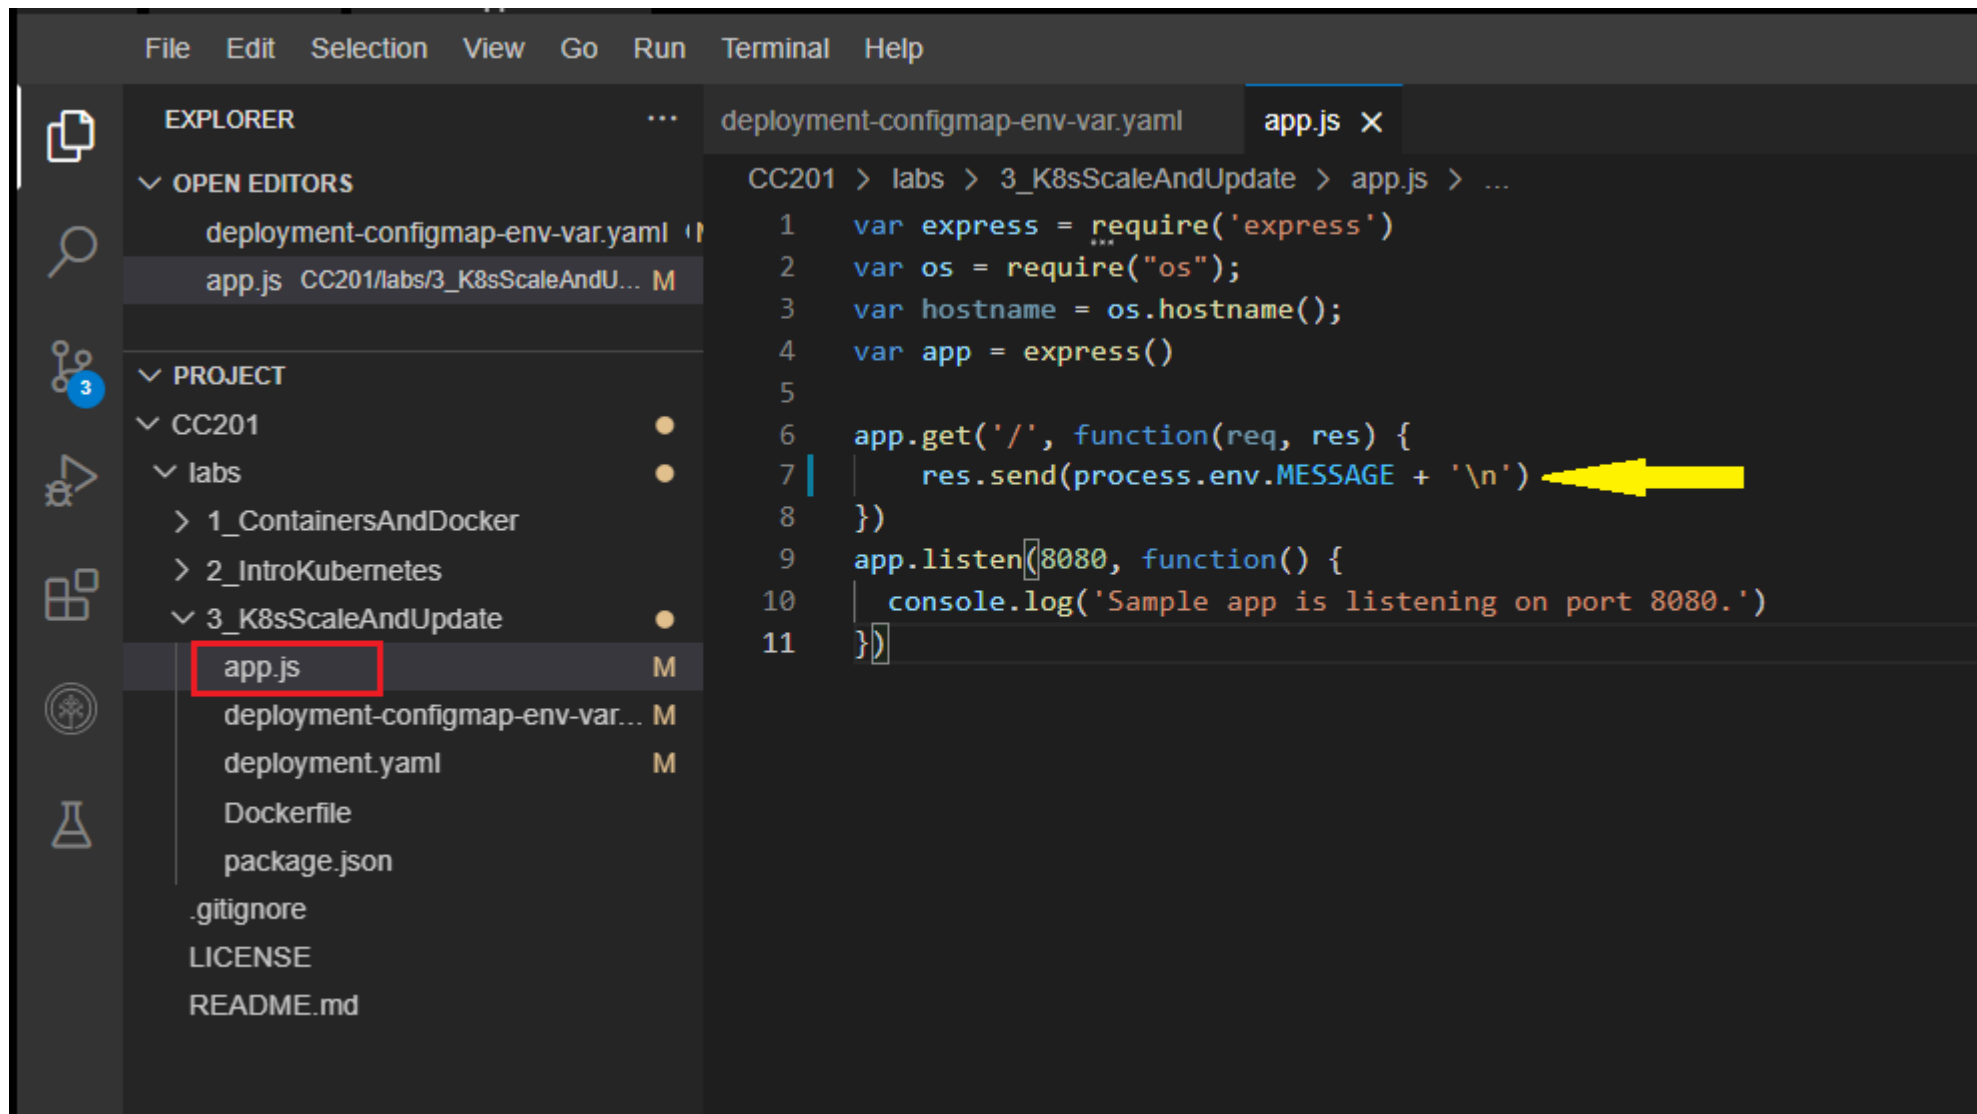 File Edit Selection View Go Run Terminal Help
EXPLORER ...
OPEN EDITORS
deployment-configmap-env-var.yaml
app.js CC201/labs/3_K8sScaleAndU... M
PROJECT
CC201
labs
1_ContainersAndDocker
2_IntroKubernetes
3_K8sScaleAndUpdate
app.js M
deployment-configmap-env-var... M
deployment.yaml M
Dockerfile
package.json
.gitignore
LICENSE
README.md
3
deployment-configmap-env-var.yaml app.js
CC201 > labs > 3_K8sScaleAndUpdate > app.js > ...
1 var express = require('express')
2 var os = require("os");
3 var hostname = os.hostname();
4 var app = express()
5
6 app.get('/', function(req, res) {
7 res.send(process.env.MESSAGE + '\n')
8 })
9 app.listen(8080, function() {
10 console.log('Sample app is listening on port 8080.')
11 })